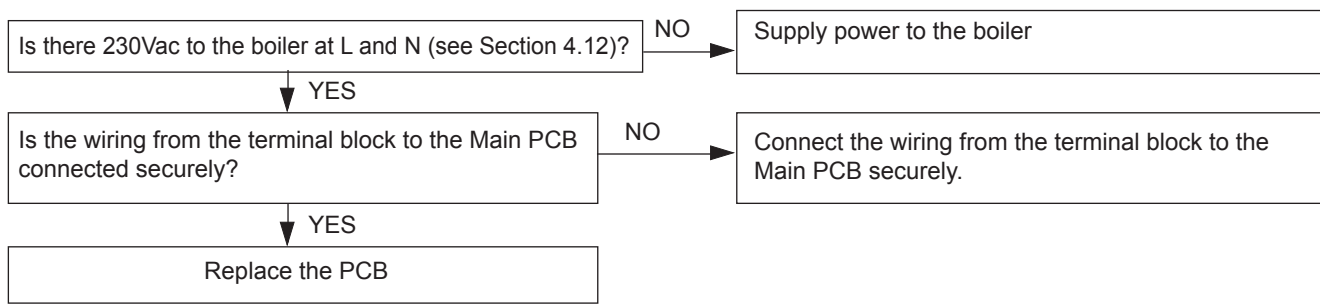 Is there 230Vac to the boiler at L and N (see Section 4.12)?
NO
Supply power to the boiler
YES
Is the wiring from the terminal block to the Main PCB
connected securely?
NO
Connect the wiring from the terminal block to the
Main PCB securely.
YES
Replace the PCB